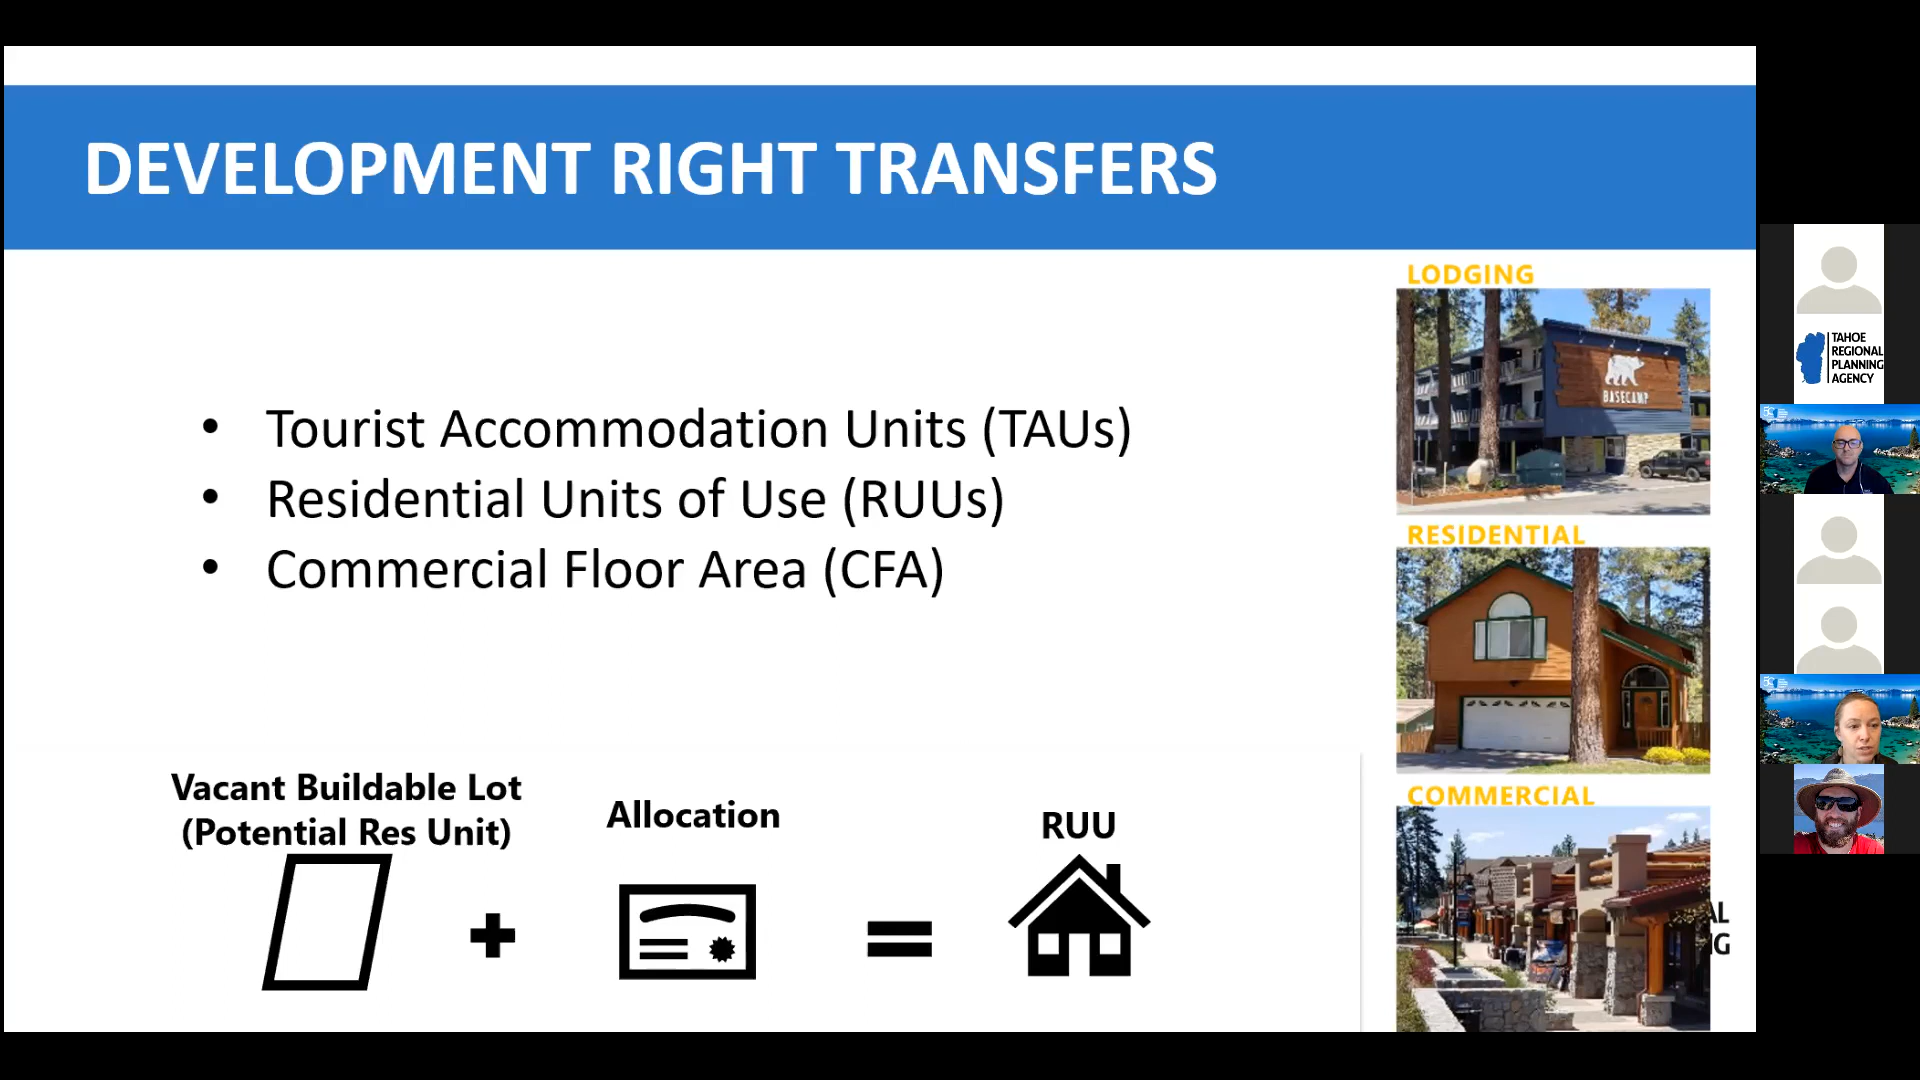 DEVELOPMENT RIGHT TRANSFERS
• Tourist Accommodation Units (TAUs)
• Residential Units of Use (RUUs)
• Commercial Floor Area (CFA)
Vacant Buildable Lot
(Potential Res Unit)
Allocation
RUU
LODGING
BASECAMP
RESIDENTIAL
COMMERCIAL
AL
TAHOE
REGIONAL
PLANNING
AGENCY